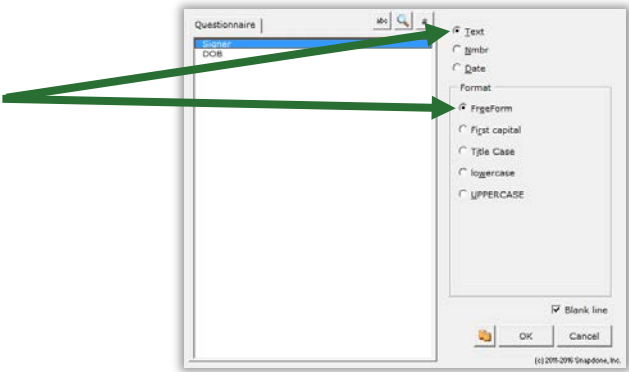 Questionnaire
abc
Signer
DOB
Text
Nmbr
Date
Format
FreeForm
First capital
Title Case
lowercase
UPPERCASE
Blank line
OK
Cancel
(c) 2011-2016 Snapdone, Inc.